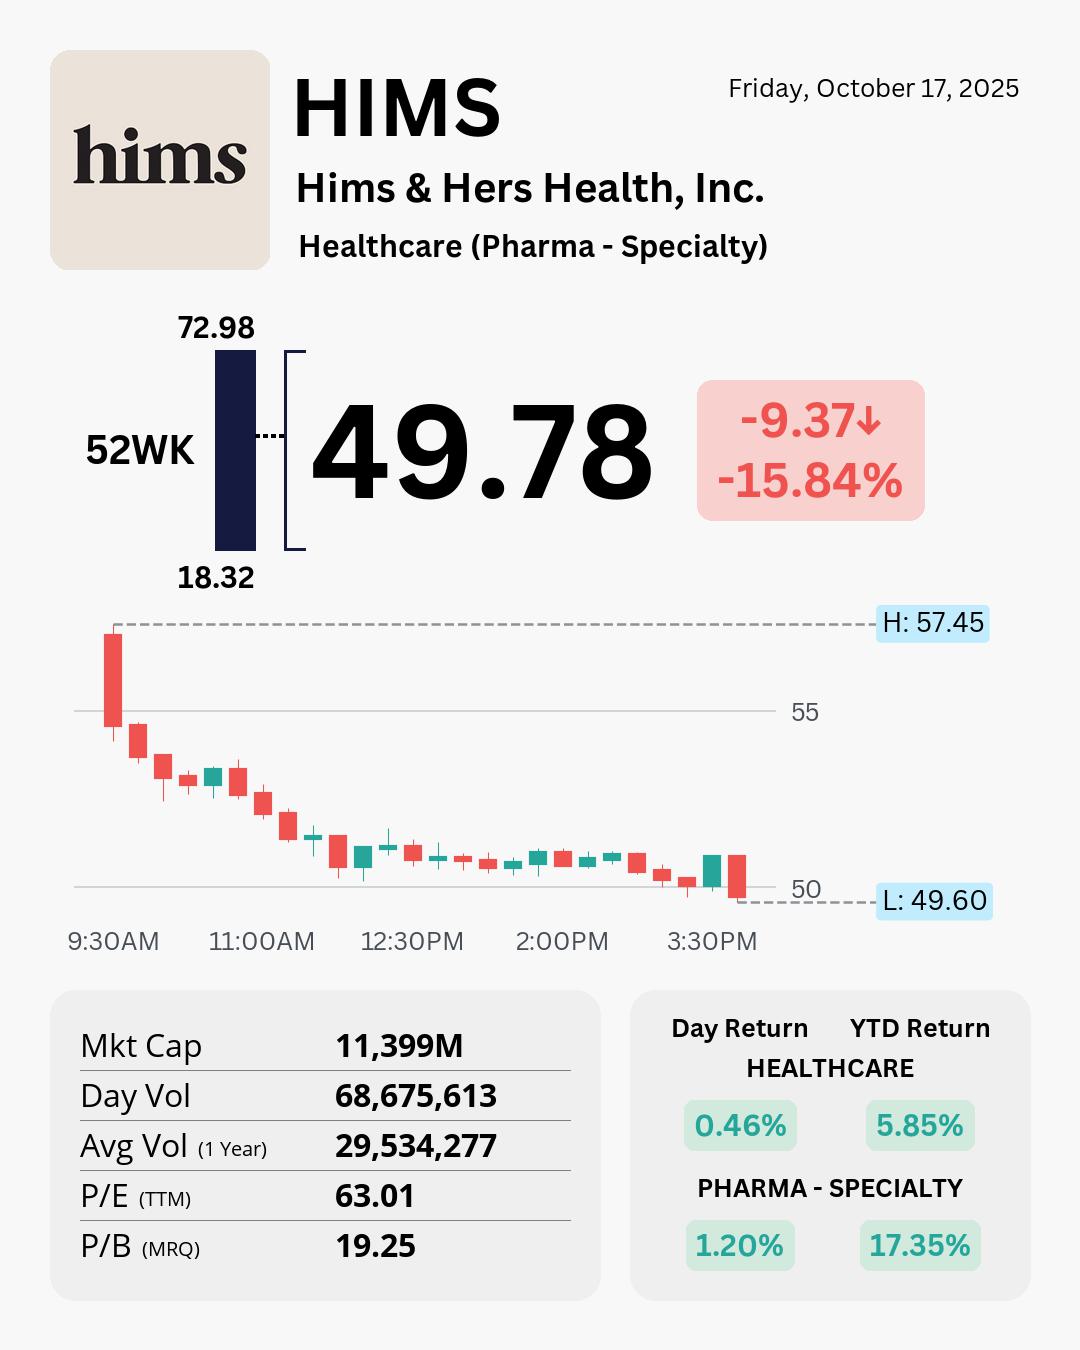 hims
HIMS
Friday, October 17, 2025
Hims & Hers Health, Inc.
Healthcare (Pharma - Specialty)
72.98
52WK
18.32
49.78
-9.37↓
-15.84%
H: 57.45
55
50
L: 49.60
9:30AM 11:00AM 12:30PM 2:00PM 3:30PM
Mkt Cap 11,399M
Day Vol 68,675,613
Avg Vol (1 Year) 29,534,277
P/E (TTM) 63.01
P/B (MRQ) 19.25
Day Return YTD Return
HEALTHCARE
0.46% 5.85%
PHARMA - SPECIALTY
1.20% 17.35%